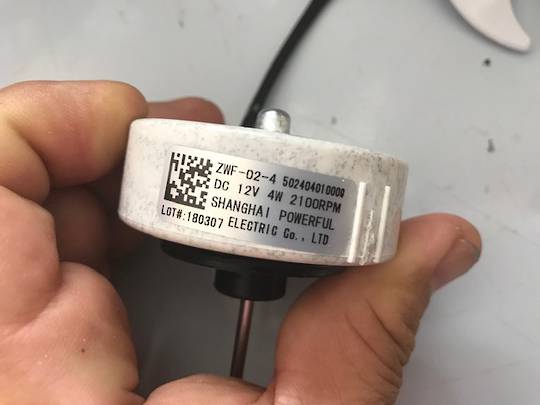 ZWF-02-4 502404010000
DC 12V 4W 2100RPM
SHANGHAI POWERFUL
LOT#:180307 ELECTRIC Co., LTD